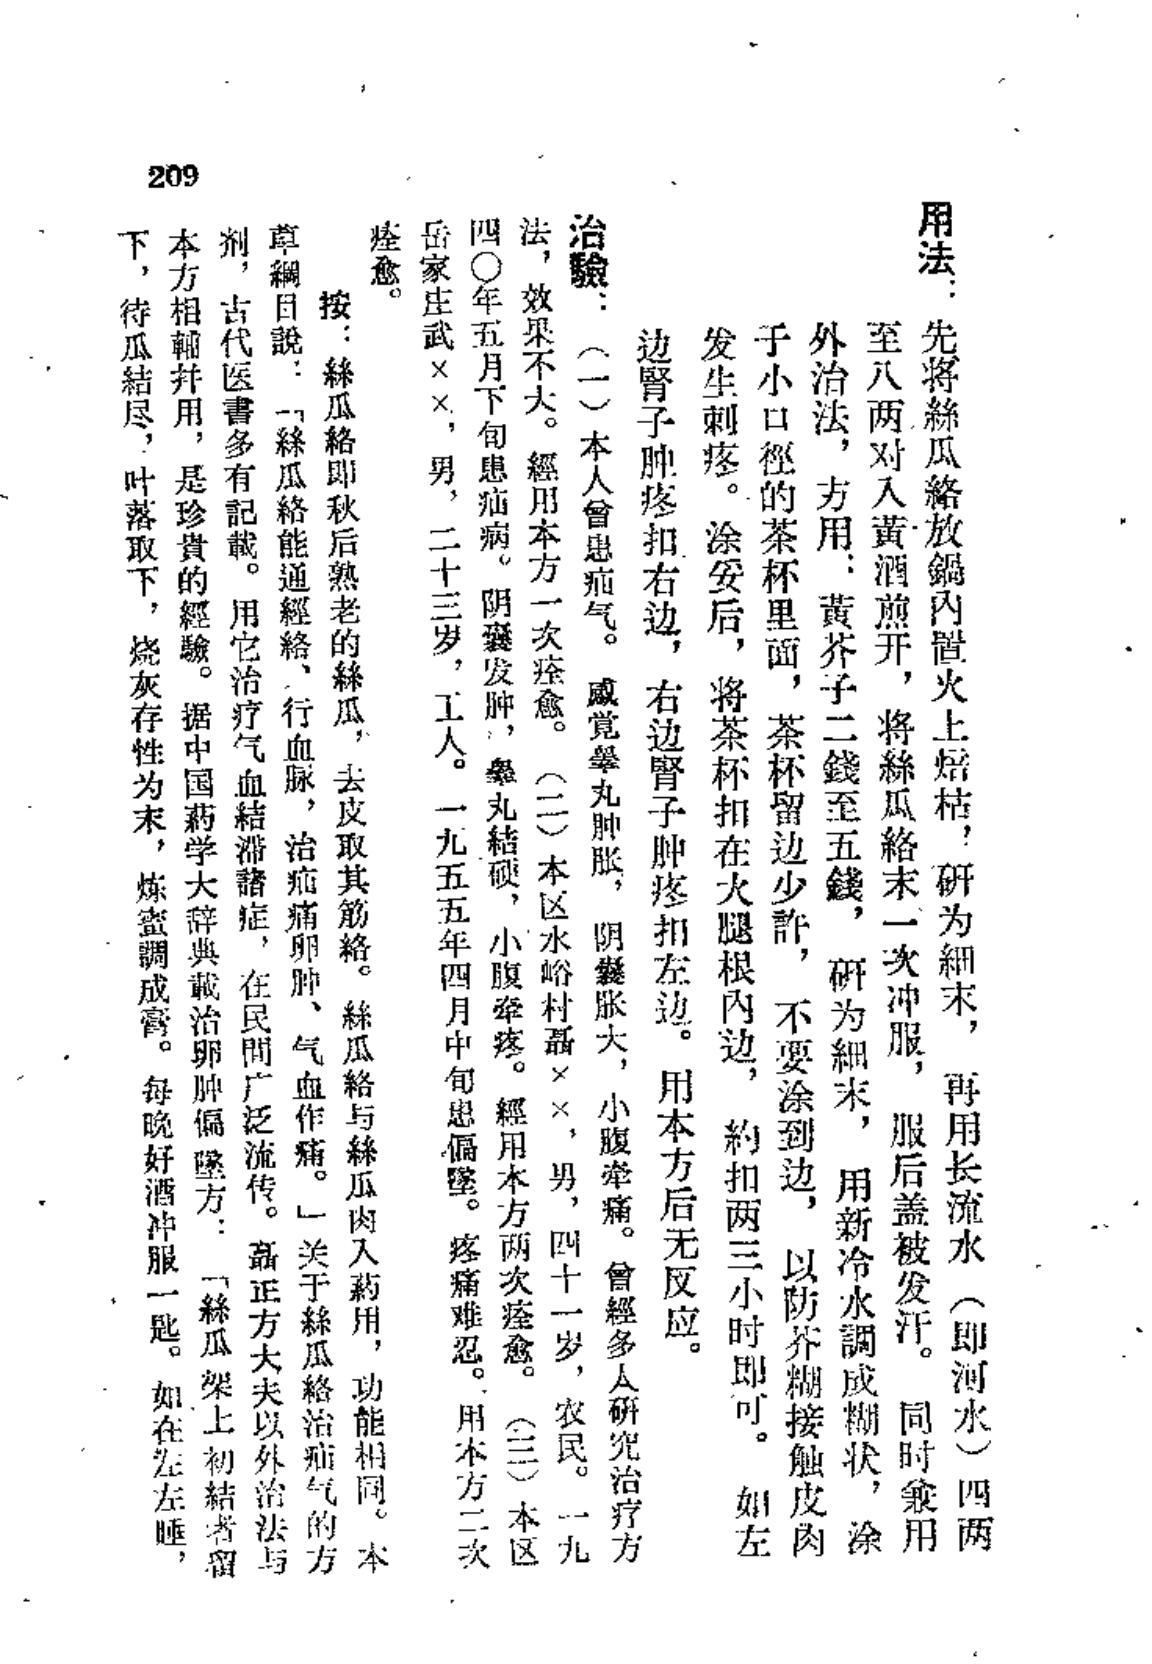 用法：先将絲瓜絡放鍋內置火上焙枯，研为細末，再用长流水（即河水）四两
至八两对入黃酒煎开，将絲瓜絡末一次冲服，服后盖被发汗。同时兼用
外治法，方用：黃芥子二錢至五錢，研为細末，用新冷水調成糊状，涂
于小口徑的茶杯里面，茶杯留边少許，不要涂到边，以防芥糊接触皮肉
发生刺疼。涂妥后，将茶杯扣在大腿根內边，約扣两三小时即可。如左
边腎子肿疼扣右边，右边腎子肿疼扣左边。用本方后无反应。
治驗：（一）本人曾患疝气。感覚睾丸肿胀，阴囊胀大，小腹牵痛。曾經多人研究治疗方
法，效果不大。經用本方一次痊愈。（二）本区水峪村聶××，男，四十一岁，农民。一九
四〇年五月下旬患疝病。阴囊发肿，睾丸結硬，小腹牵疼。經用本方两次痊愈。（三）本区
岳家庄武××，男，二十三岁，工人。一九五五年四月中旬患偏墜。疼痛难忍。用本方二次
痊愈。
按：絲瓜絡即秋后熟老的絲瓜，去皮取其筋絡。絲瓜絡与絲瓜肉入药用，功能相同。本
草綱目說：「絲瓜絡能通經絡、行血脉，治疝痛卵肿、气血作痛。」关于絲瓜絡治疝气的方
剂，古代医書多有記載。用它治疗气血結滞諸症，在民間广泛流传。聶正方大夫以外治法与
本方相輔幷用，是珍貴的經驗。据中国药学大辞典載治卵肿偏墜方：「絲瓜架上初結者留
下，待瓜結尽，叶落取下，烧灰存性为末，炼蜜調成膏。每晚好酒冲服一匙。如在左左睡，
209